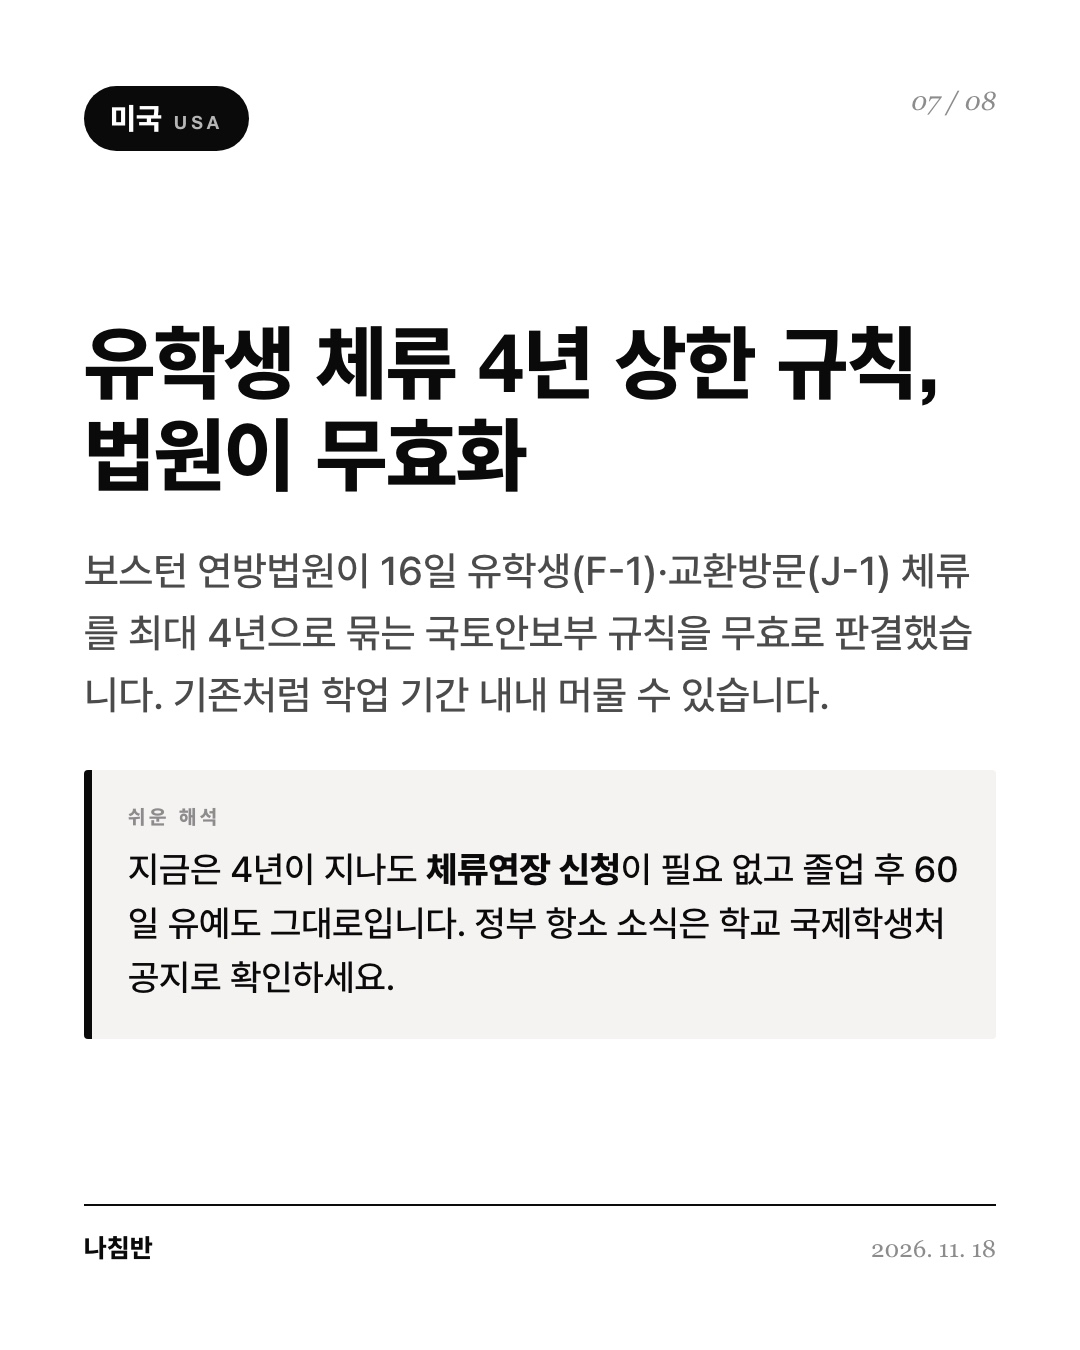 미국 USA
07 / 08
유학생 체류 4년 상한 규칙,
법원이 무효화
보스턴 연방법원이 16일 유학생(F-1)·교환방문(J-1) 체류
를 최대 4년으로 묶는 국토안보부 규칙을 무효로 판결했습
니다. 기존처럼 학업 기간 내내 머물 수 있습니다.
쉬운 해석
지금은 4년이 지나도 체류연장 신청이 필요 없고 졸업 후 60
일 유예도 그대로입니다. 정부 항소 소식은 학교 국제학생처
공지로 확인하세요.
나침반
2026. 11. 18